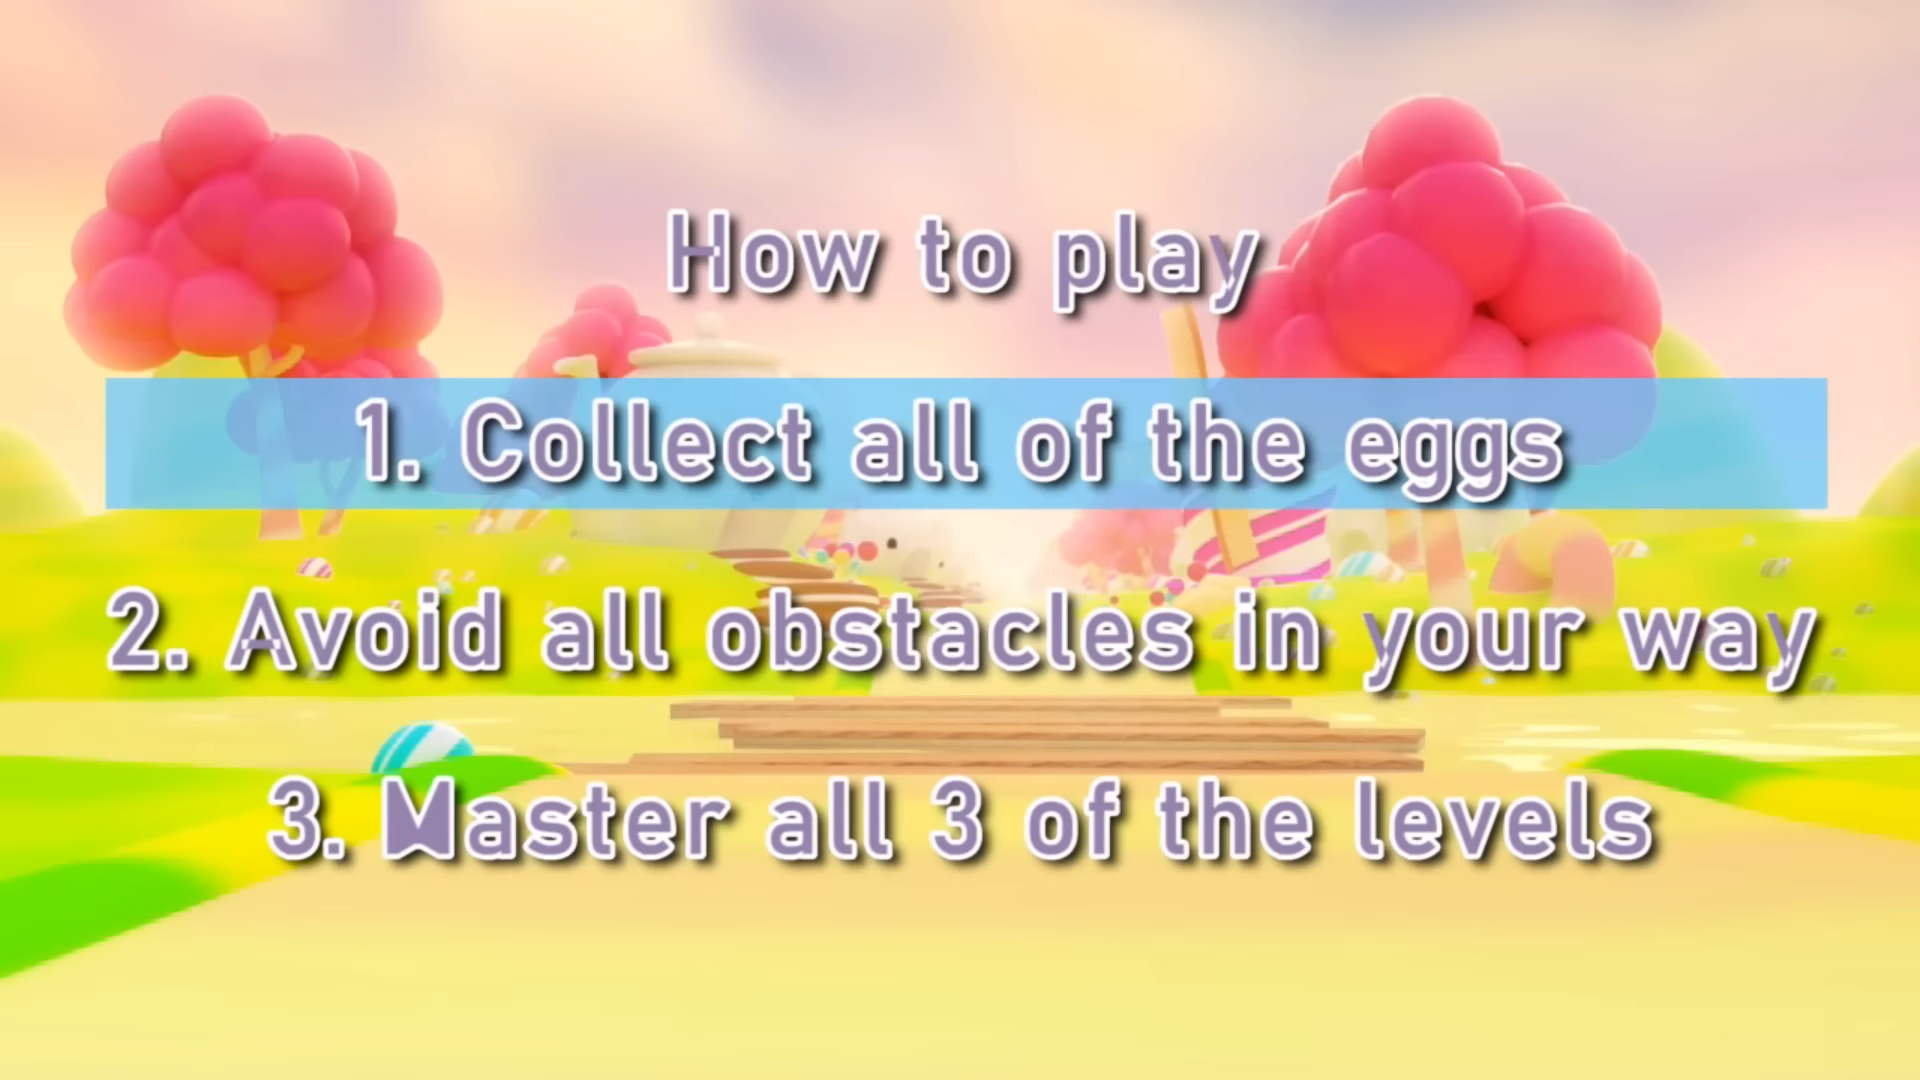 How to play
1. Collect all of the eggs
2. Avoid all obstacles in your way
3. Master all 3 of the levels